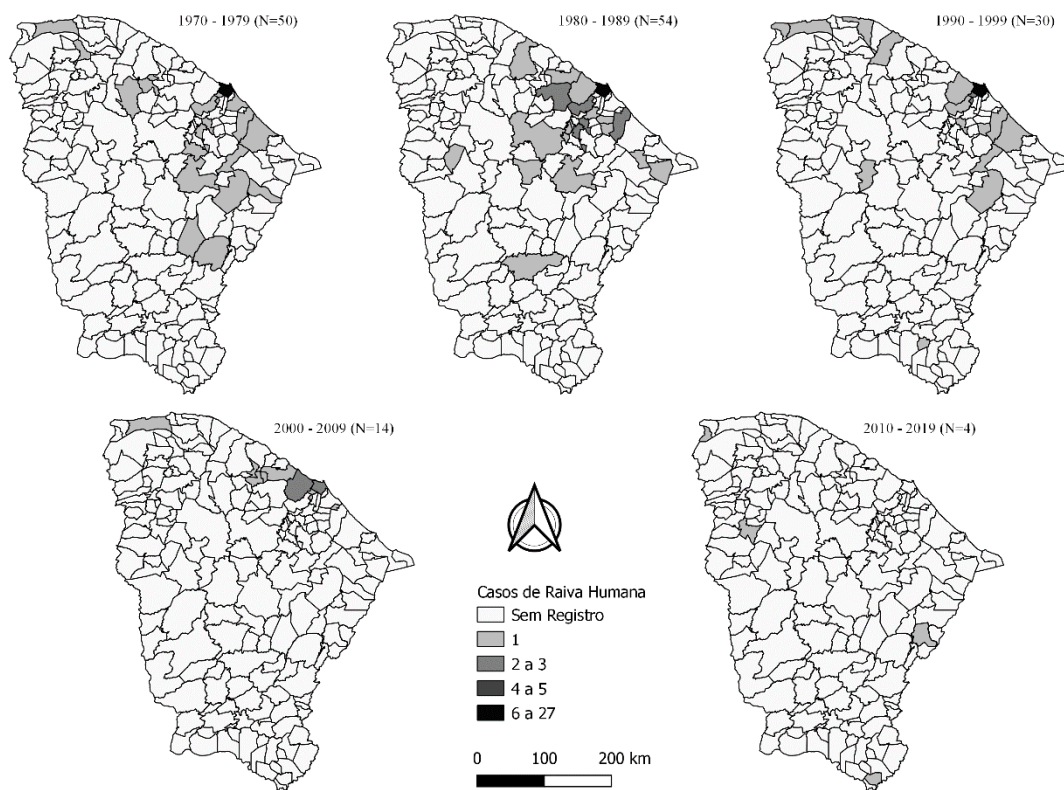 1970 - 1979 (N=50)
1980 - 1989 (N=54)
1990 - 1999 (N=30)
2000 - 2009 (N=14)
2010 - 2019 (N=4)
Casos de Raiva Humana
Sem Registro
1
2 a 3
4 a 5
6 a 27
0 100 200 km